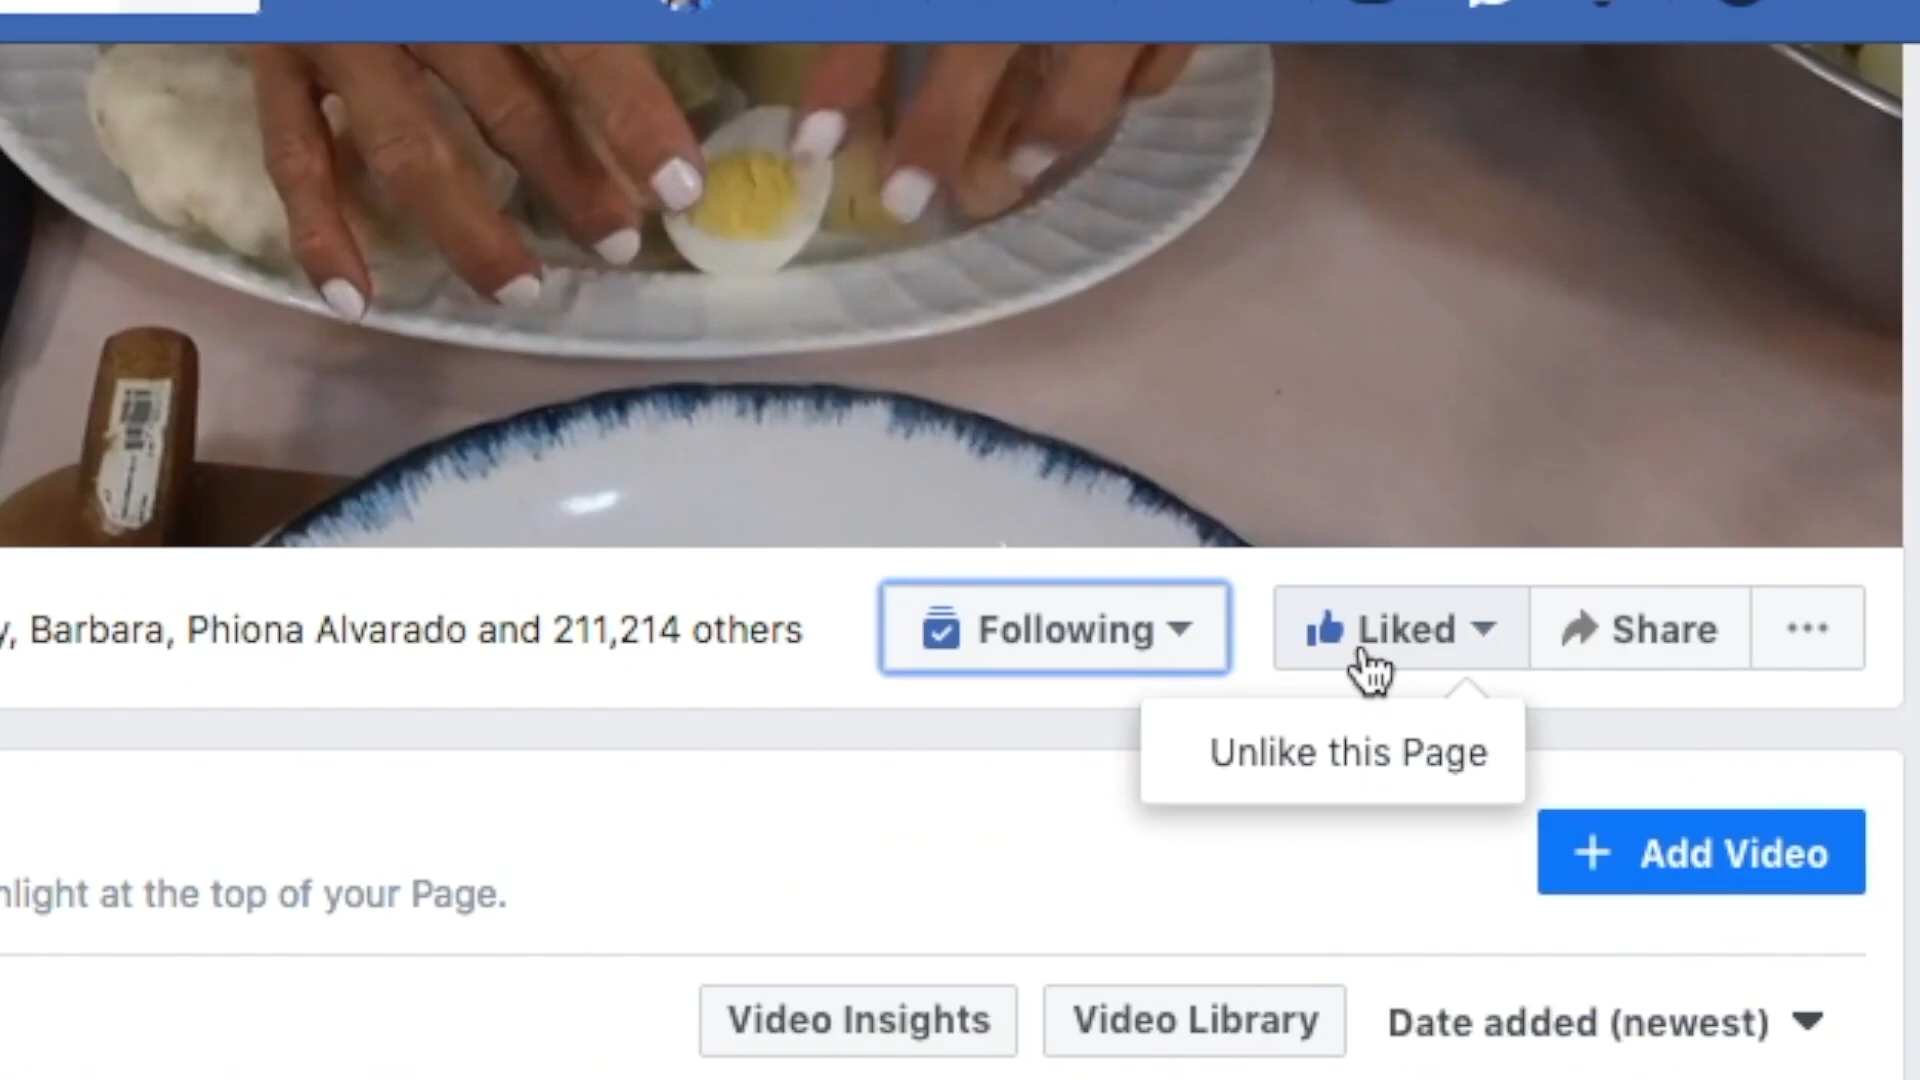 , Barbara, Phiona Alvarado and 211,214 others
Following
Liked
Share
Unlike this Page
Add Video
at the top of your Page.
Video Insights
Video Library
Date added (newest)